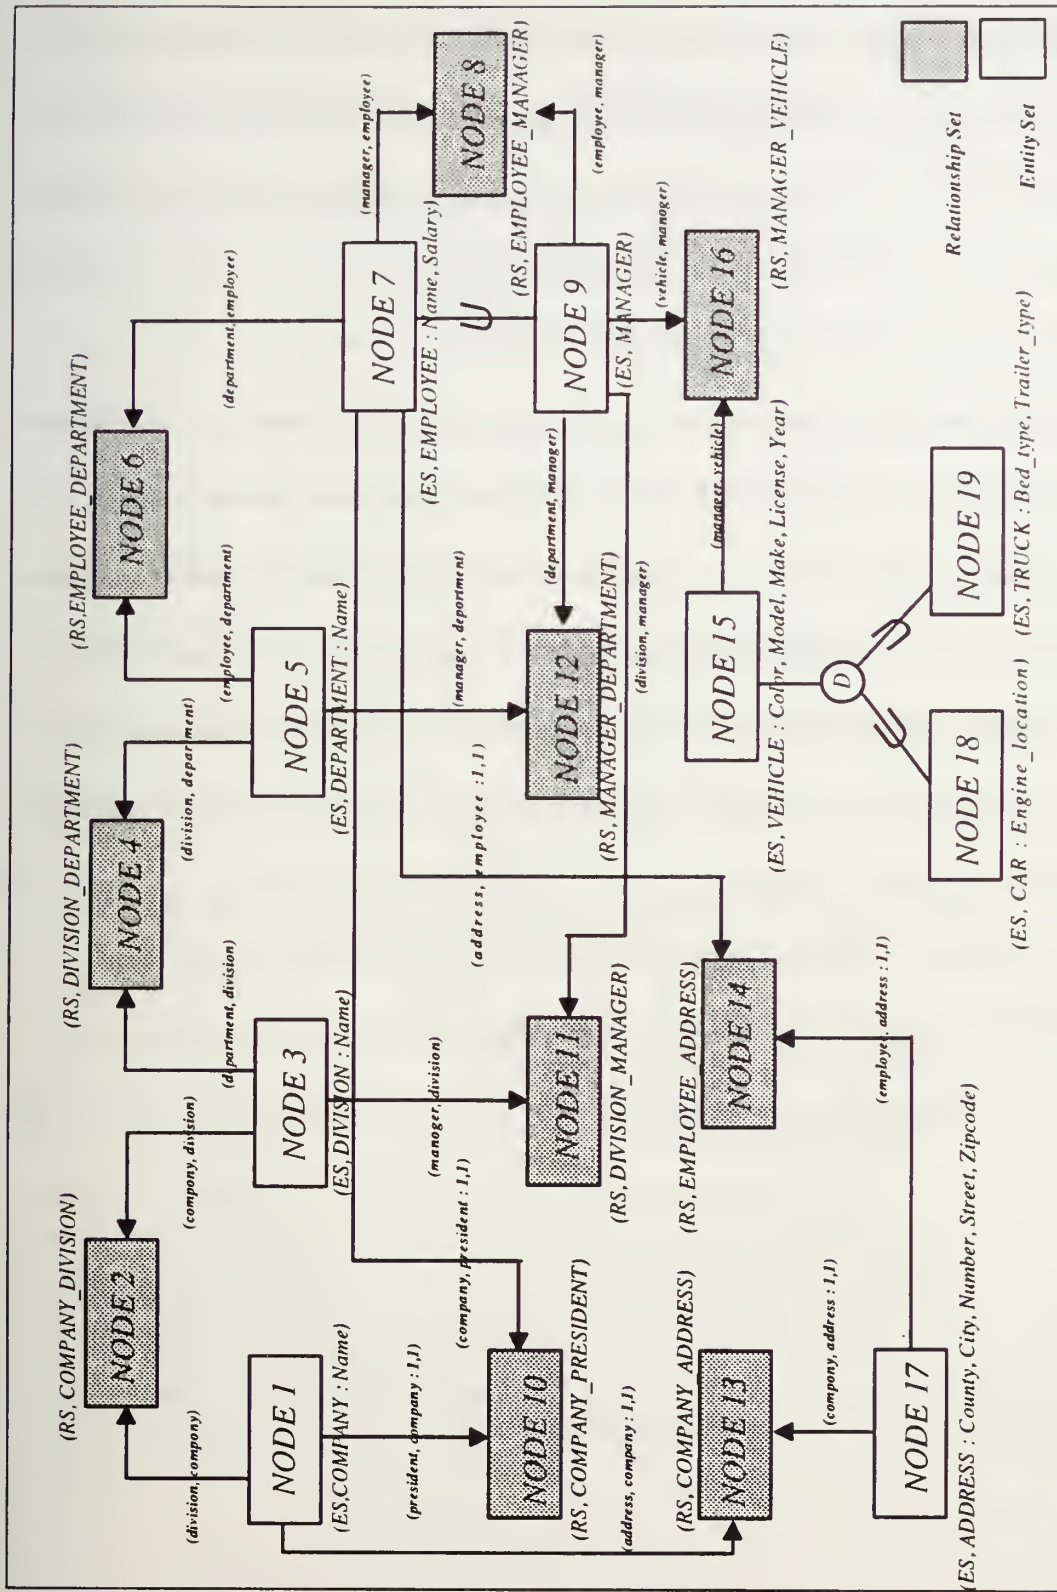 (RS, COMPANY_DIVISION)
NODE 2
(RS, DIVISION_DEPARTMENT)
NODE 4
(RS,EMPLOYEE_DEPARTMENT)
NODE 6
(division, compony)
(compony, division)
(department, division)
(division, department)
(employee, department)
(department, employee)
NODE 1
(ES,COMPANY : Name)
NODE 3
(ES, DIVISION : Name)
NODE 5
(ES, DEPARTMENT : Name)
NODE 7
(ES, EMPLOYEE : Name, Salary)
(manager, employee)
NODE 8
(RS, EMPLOYEE_MANAGER)
(employee, manager)
(president, company : 1,1)
(company, president : 1,1)
(manager, division)
(address, employee : 1,1)
(manager, deportment)
(department, manoger)
NODE 9
(ES, MANAGER)
NODE 10
(RS, COMPANY_PRESIDENT)
NODE 11
(RS, DIVISION_MANAGER)
NODE 12
(RS, MANAGER_DEPARTMENT)
(division, manager)
(vehicle, manoger)
(address, company : 1,1)
(RS, COMPANY_ADDRESS)
NODE 13
(RS, EMPLOYEE_ADDRESS)
NODE 14
NODE 15
(ES, VEHICLE : Color, Model, Make, License, Year)
(manager, vehicle)
NODE 16
(RS, MANAGER_VEHICLE)
(company, address : 1,1)
(employee, address : 1,1)
D
NODE 17
(ES, ADDRESS : County, City, Number, Street, Zipcode)
NODE 18
(ES, CAR : Engine_location)
NODE 19
(ES, TRUCK : Bed_type, Trailer_type)
Relationship Set
Entity Set